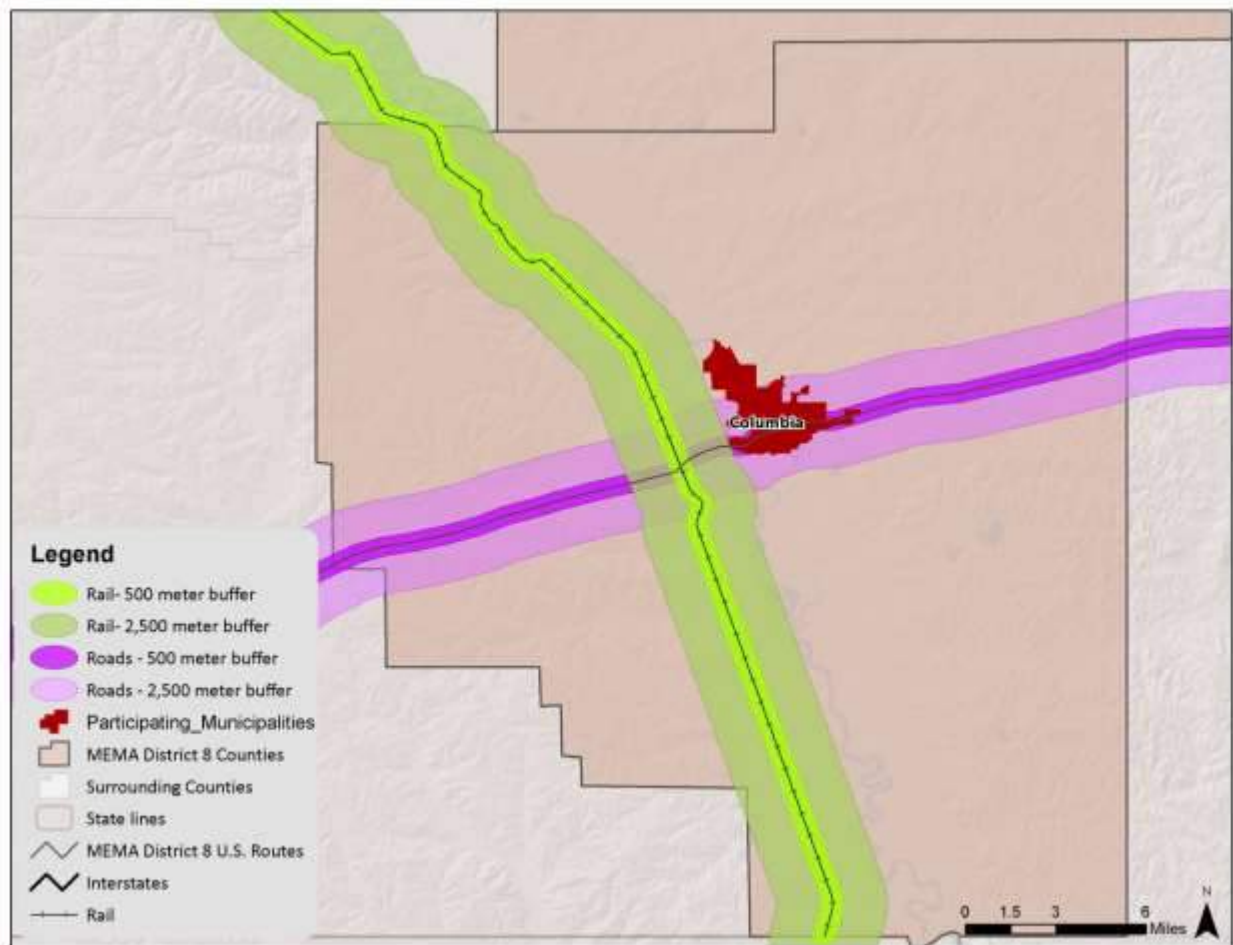 Columbia
Legend
Rail- 500 meter buffer
Rail- 2,500 meter buffer
Roads - 500 meter buffer
Roads - 2,500 meter buffer
Participating_Municipalities
MEMA District 8 Counties
Surrounding Counties
State lines
MEMA District 8 U.S. Routes
Interstates
Rail
N
0 1.5 3 6
Miles